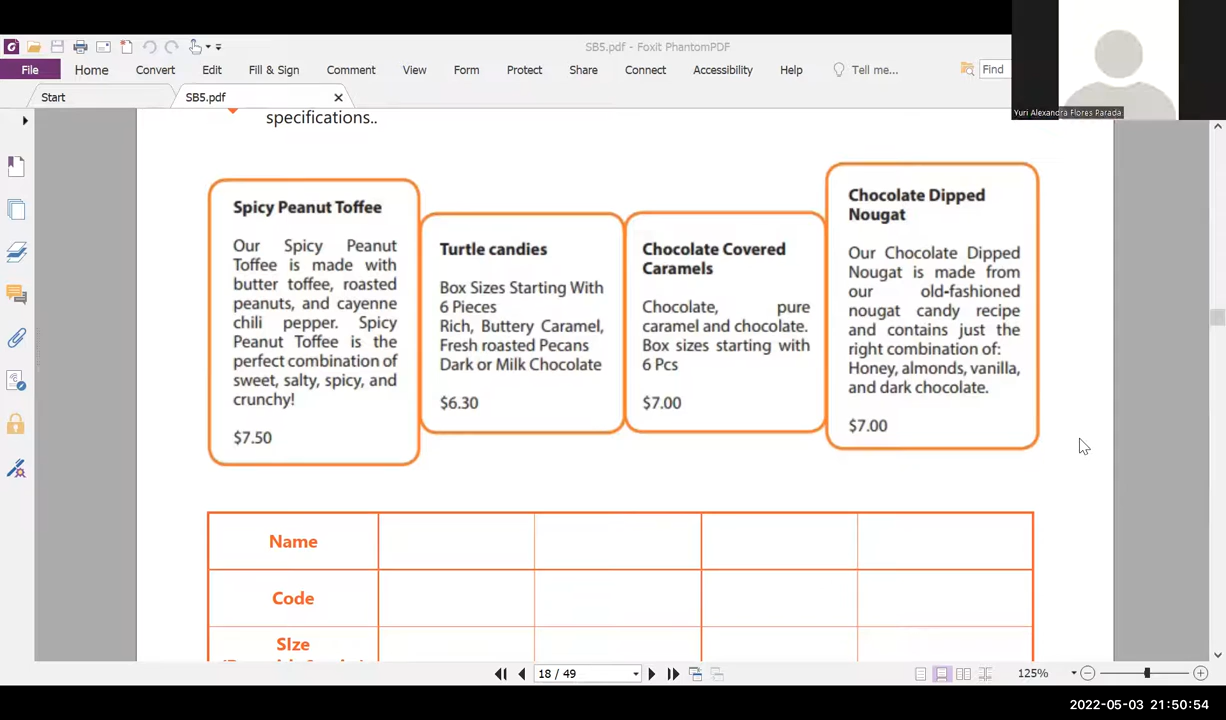 SB5.pdf - Foxit PhantomPDF
File Home Convert Edit Fill & Sign Comment View Form Protect Share Connect Accessibility Help Tell me... Find
Start SB5.pdf
Yuri Alexandra Flores Parada
specifications..
Spicy Peanut Toffee
Our Spicy Peanut
Toffee is made with
butter toffee, roasted
peanuts, and cayenne
chili pepper. Spicy
Peanut Toffee is the
perfect combination of
sweet, salty, spicy, and
crunchy!
$7.50
Turtle candies
Box Sizes Starting With
6 Pieces
Rich, Buttery Caramel,
Fresh roasted Pecans
Dark or Milk Chocolate
$6.30
Chocolate Covered
Caramels
Chocolate, pure
caramel and chocolate.
Box sizes starting with
6 Pcs
$7.00
Chocolate Dipped
Nougat
Our Chocolate Dipped
Nougat is made from
our old-fashioned
nougat candy recipe
and contains just the
right combination of:
Honey, almonds, vanilla,
and dark chocolate.
$7.00
Name
Code
SIze
18 / 49
125%
2022-05-03 21:50:54